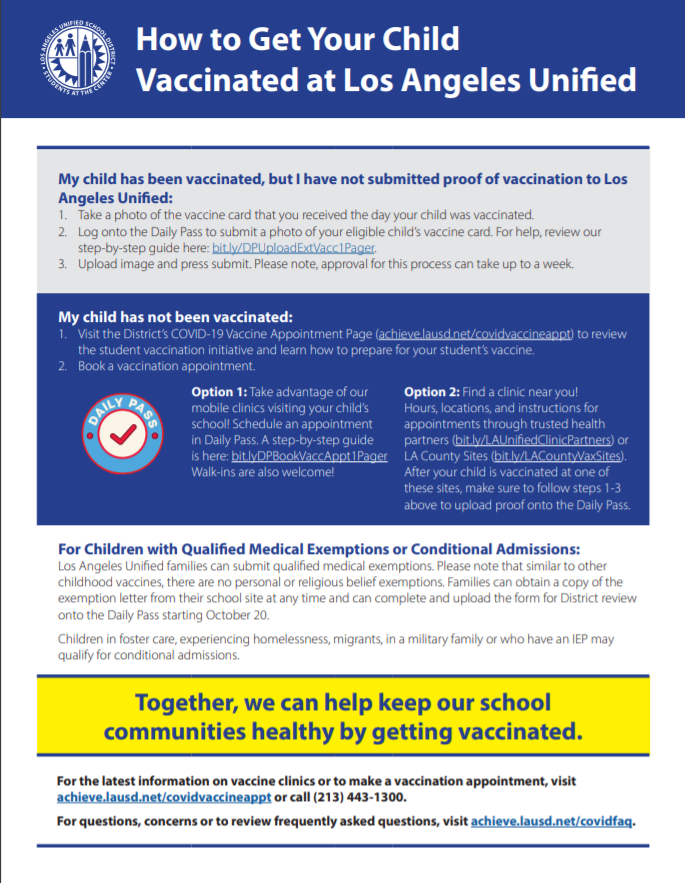 LOS ANGELES UNIFIED SCHOOL DISTRICT
STUDENTS AT THE CENTER
How to Get Your Child
Vaccinated at Los Angeles Unified
My child has been vaccinated, but I have not submitted proof of vaccination to Los
Angeles Unified:
1. Take a photo of the vaccine card that you received the day your child was vaccinated.
2. Log onto the Daily Pass to submit a photo of your eligible child's vaccine card. For help, review our
step-by-step guide here: bit.ly/DPUploadExtVacc1Pager.
3. Upload image and press submit. Please note, approval for this process can take up to a week.
My child has not been vaccinated:
1. Visit the District's COVID-19 Vaccine Appointment Page (achieve.lausd.net/covidvaccineappt) to review
the student vaccination initiative and learn how to prepare for your student's vaccine.
2. Book a vaccination appointment.
DAILY PASS
Option 1: Take advantage of our
mobile clinics visiting your child's
school! Schedule an appointment
in Daily Pass. A step-by-step guide
is here: bit.lyDPBookVaccAppt1Pager
Walk-ins are also welcome!
Option 2: Find a clinic near you!
Hours, locations, and instructions for
appointments through trusted health
partners (bit.ly/LAUnifiedClinicPartners) or
LA County Sites (bit.ly/LACountyVaxSites).
After your child is vaccinated at one of
these sites, make sure to follow steps 1-3
above to upload proof onto the Daily Pass.
For Children with Qualified Medical Exemptions or Conditional Admissions:
Los Angeles Unified families can submit qualified medical exemptions. Please note that similar to other
childhood vaccines, there are no personal or religious belief exemptions. Families can obtain a copy of the
exemption letter from their school site at any time and can complete and upload the form for District review
onto the Daily Pass starting October 20.
Children in foster care, experiencing homelessness, migrants, in a military family or who have an IEP may
qualify for conditional admissions.
Together, we can help keep our school
communities healthy by getting vaccinated.
For the latest information on vaccine clinics or to make a vaccination appointment, visit
achieve.lausd.net/covidvaccineappt or call (213) 443-1300.
For questions, concerns or to review frequently asked questions, visit achieve.lausd.net/covidfaq.